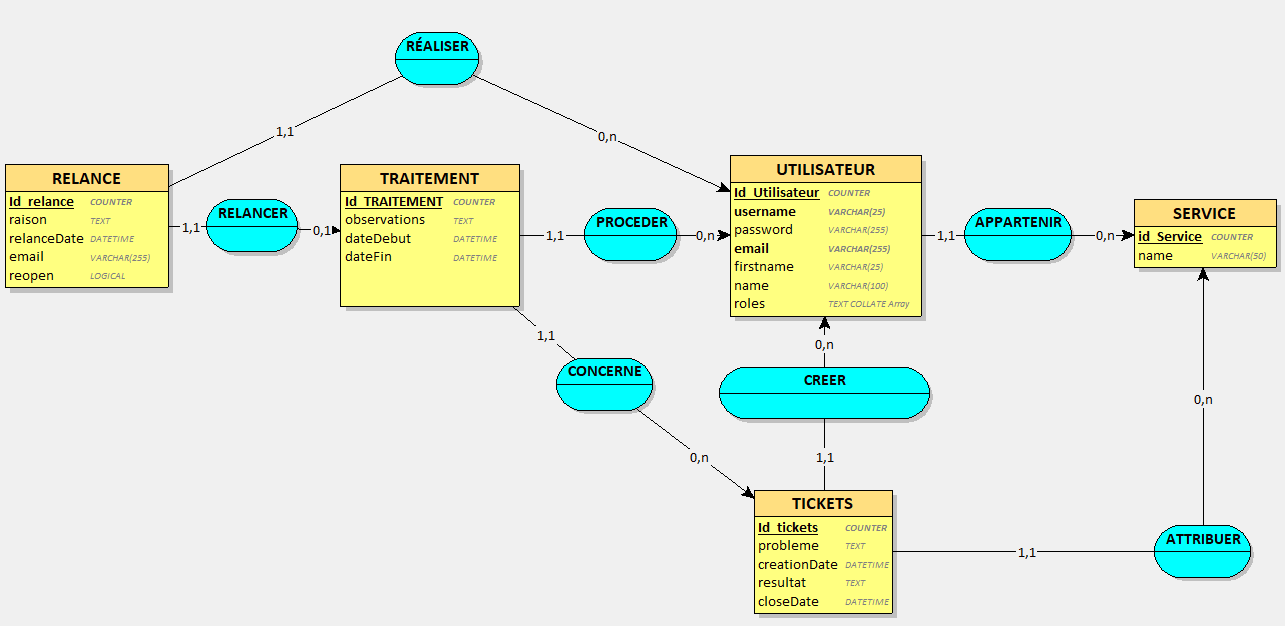 RÉALISER
1,1
0,n
RELANCE
Id_relance COUNTER
raison TEXT
relanceDate DATETIME
email VARCHAR(255)
reopen LOGICAL
1,1
RELANCER
0,1
TRAITEMENT
Id_TRAITEMENT COUNTER
observations TEXT
dateDebut DATETIME
dateFin DATETIME
1,1
PROCEDER
0,n
UTILISATEUR
Id_Utilisateur COUNTER
username VARCHAR(25)
password VARCHAR(255)
email VARCHAR(255)
firstname VARCHAR(25)
name VARCHAR(100)
roles TEXT COLLATE Array
1,1
APPARTENIR
0,n
SERVICE
id_Service COUNTER
name VARCHAR(50)
1,1
CONCERNE
0,n
0,n
CREER
1,1
TICKETS
Id_tickets COUNTER
probleme TEXT
creationDate DATETIME
resultat TEXT
closeDate DATETIME
1,1
ATTRIBUER
0,n